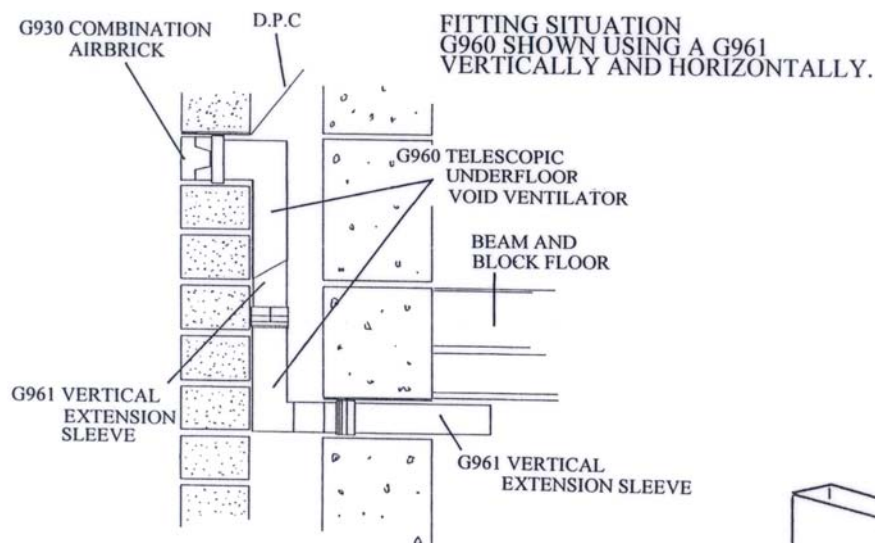 FITTING SITUATION
G960 SHOWN USING A G961
VERTICALLY AND HORIZONTALLY.
G930 COMBINATION
AIRBRICK
D.P.C
G960 TELESCOPIC
UNDERFLOOR
VOID VENTILATOR
BEAM AND
BLOCK FLOOR
G961 VERTICAL
EXTENSION
SLEEVE
G961 VERTICAL
EXTENSION SLEEVE